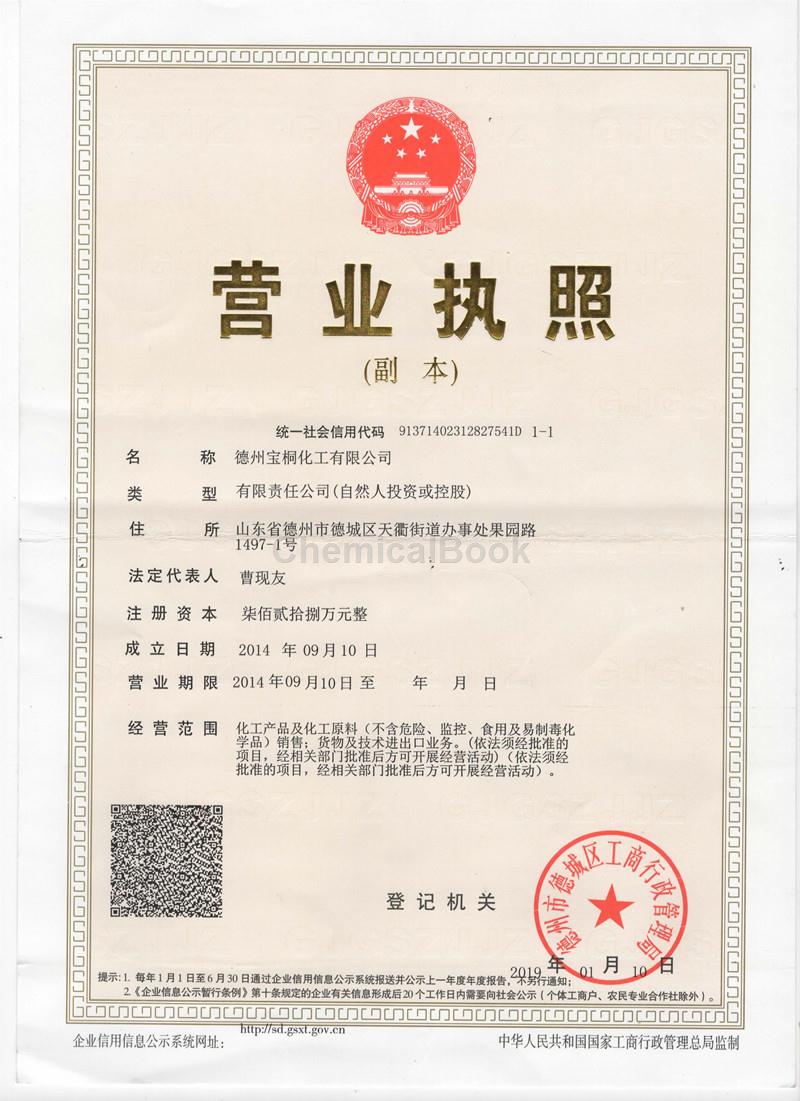 营业执照
(副 本)
统一社会信用代码 91371402312827541D 1-1
名 称 德州宝桐化工有限公司
类 型 有限责任公司(自然人投资或控股)
住 所 山东省德州市德城区天衢街道办事处果园路
1497-1号
ChemicalBook
法定代表人 曹现友
注册资本 柒佰贰拾捌万元整
成立日期 2014 年 09 月 10 日
营业期限 2014 年 09 月 10 日 至 年 月 日
经营范围 化工产品及化工原料（不含危险、监控、食用及易制毒化
学品）销售；货物及技术进出口业务。(依法须经批准的
项目，经相关部门批准后方可开展经营活动)（依法须经
批准的项目，经相关部门批准后方可开展经营活动）。
德州市德城区工商行政管理局
登记机关
2019 年 01 月 10 日
提示：1. 每年1月1日至6月30日通过企业信用信息公示系统报送并公示上一年度年度报告，不另行通知；
2.《企业信息公示暂行条例》第十条规定的企业有关信息形成后20个工作日内需要向社会公示（个体工商户、农民专业合作社除外）。
http://sd.gsxt.gov.cn
企业信用信息公示系统网址：
中华人民共和国国家工商行政管理总局监制